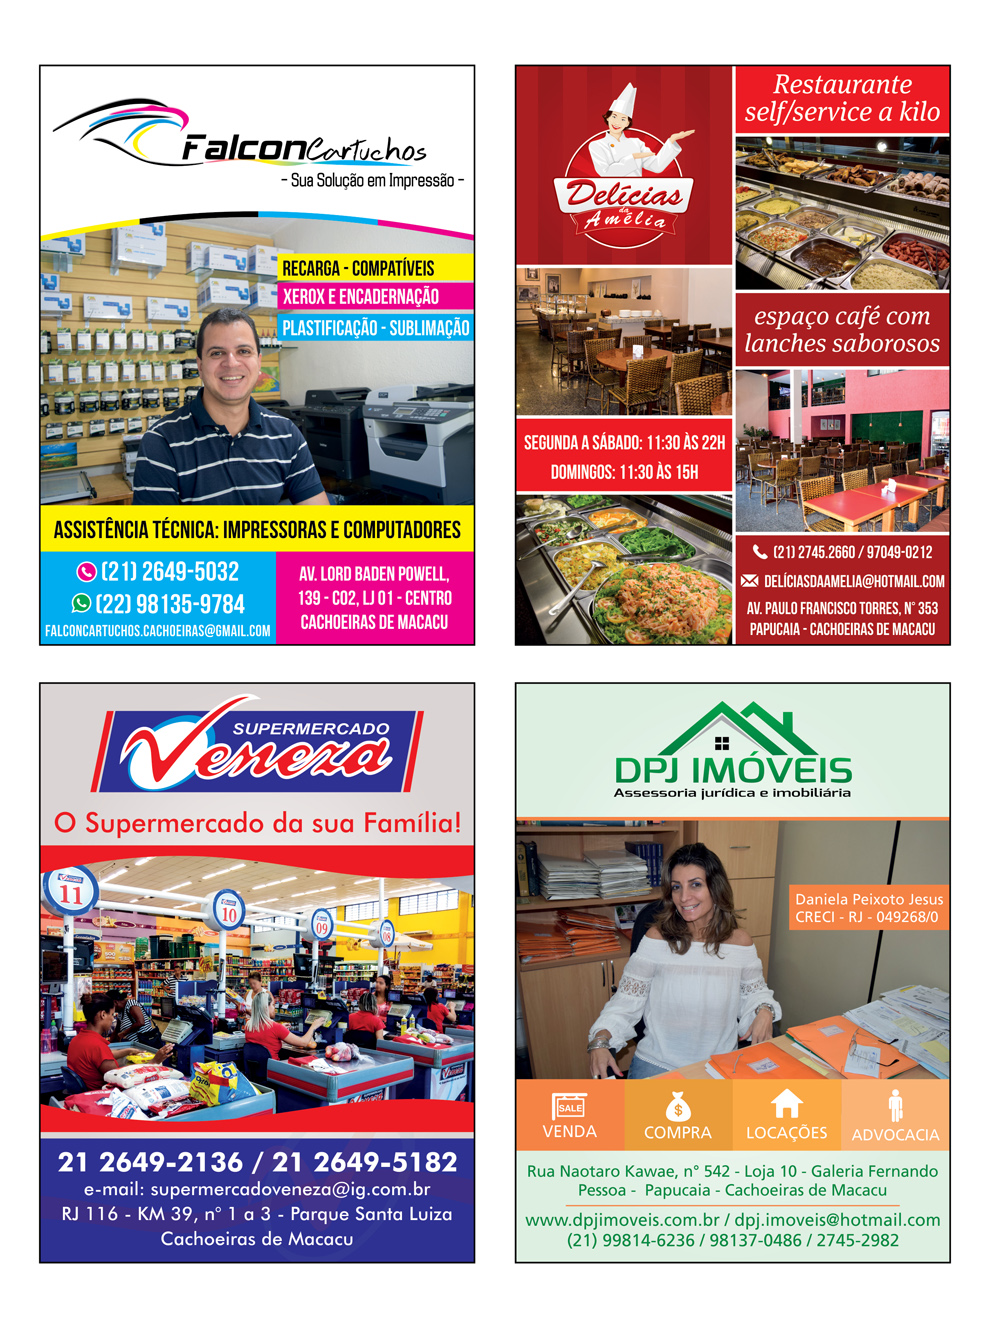 Falcon Cartuchos
- Sua Solução em Impressão -
RECARGA - COMPATÍVEIS
XEROX E ENCADERNAÇÃO
PLASTIFICAÇÃO - SUBLIMAÇÃO
ASSISTÊNCIA TÉCNICA: IMPRESSORAS E COMPUTADORES
(21) 2649-5032
(22) 98135-9784
FALCONCARTUCHOS.CACHOEIRAS@GMAIL.COM
AV. LORD BADEN POWELL,
139 - CO2, LJ 01 - CENTRO
CACHOEIRAS DE MACACU
Delícias
da
Amélia
Restaurante
self/service a kilo
espaço café com
lanches saborosos
SEGUNDA A SÁBADO: 11:30 ÀS 22H
DOMINGOS: 11:30 ÀS 15H
(21) 2745.2660 / 97049-0212
DELÍCIASDAAMELIA@HOTMAIL.COM
AV. PAULO FRANCISCO TORRES, N° 353
PAPUCAIA - CACHOEIRAS DE MACACU
SUPERMERCADO
Veneza
O Supermercado da sua Família!
11
10
09
08
21 2649-2136 / 21 2649-5182
e-mail: supermercadoveneza@ig.com.br
RJ 116 - KM 39, n° 1 a 3 - Parque Santa Luiza
Cachoeiras de Macacu
DPJ IMÓVEIS
Assessoria jurídica e imobiliária
Daniela Peixoto Jesus
CRECI - RJ - 049268/0
SALE
VENDA
COMPRA
LOCAÇÕES
ADVOCACIA
Rua Naotaro Kawae, n° 542 - Loja 10 - Galeria Fernando
Pessoa - Papucaia - Cachoeiras de Macacu
www.dpjimoveis.com.br / dpj.imoveis@hotmail.com
(21) 99814-6236 / 98137-0486 / 2745-2982